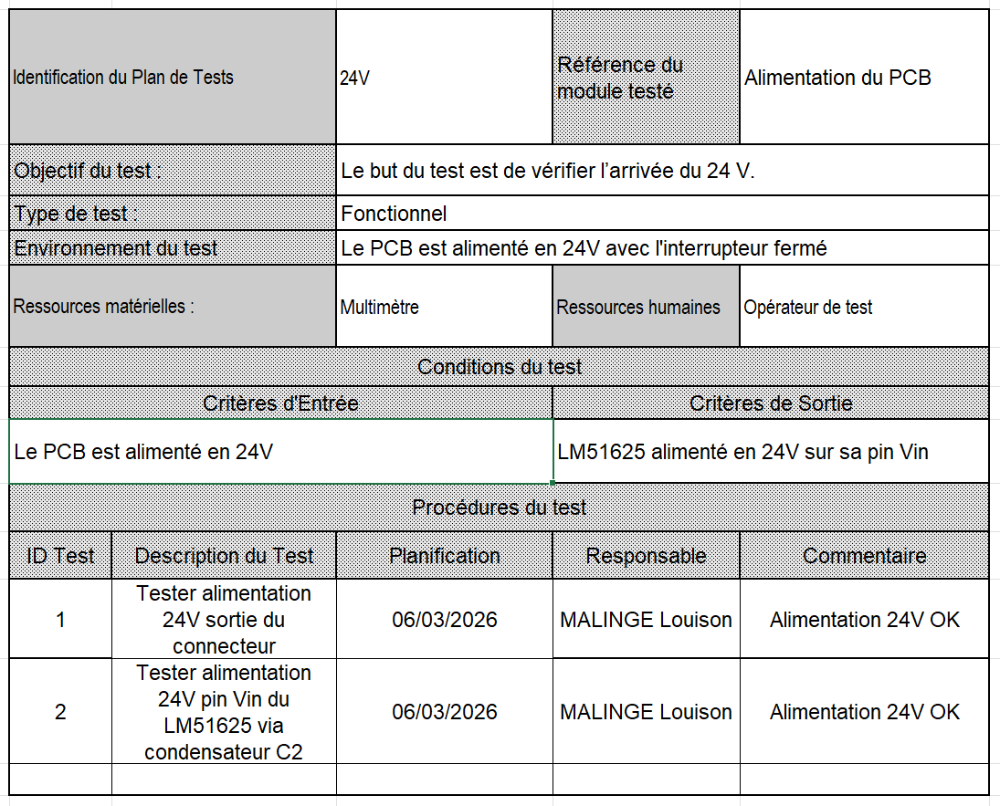 Identification du Plan de Tests
24V
Référence du
module testé
Alimentation du PCB
Objectif du test :
Le but du test est de vérifier l’arrivée du 24 V.
Type de test :
Fonctionnel
Environnement du test
Le PCB est alimenté en 24V avec l'interrupteur fermé
Ressources matérielles :
Multimètre
Ressources humaines
Opérateur de test
Conditions du test
Critères d'Entrée
Critères de Sortie
Le PCB est alimenté en 24V
LM51625 alimenté en 24V sur sa pin Vin
Procédures du test
ID Test
Description du Test
Planification
Responsable
Commentaire
1
Tester alimentation
24V sortie du
connecteur
06/03/2026
MALINGE Louison
Alimentation 24V OK
2
Tester alimentation
24V pin Vin du
LM51625 via
condensateur C2
06/03/2026
MALINGE Louison
Alimentation 24V OK